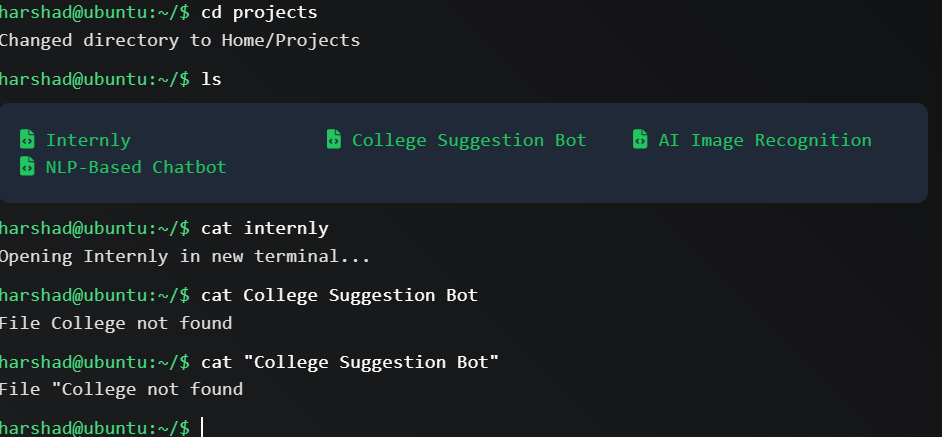 harshad@ubuntu:~/$ cd projects
Changed directory to Home/Projects
harshad@ubuntu:~/$ ls
Internly College Suggestion Bot AI Image Recognition
NLP-Based Chatbot
harshad@ubuntu:~/$ cat internly
Opening Internly in new terminal...
harshad@ubuntu:~/$ cat College Suggestion Bot
File College not found
harshad@ubuntu:~/$ cat "College Suggestion Bot"
File "College not found
harshad@ubuntu:~/$